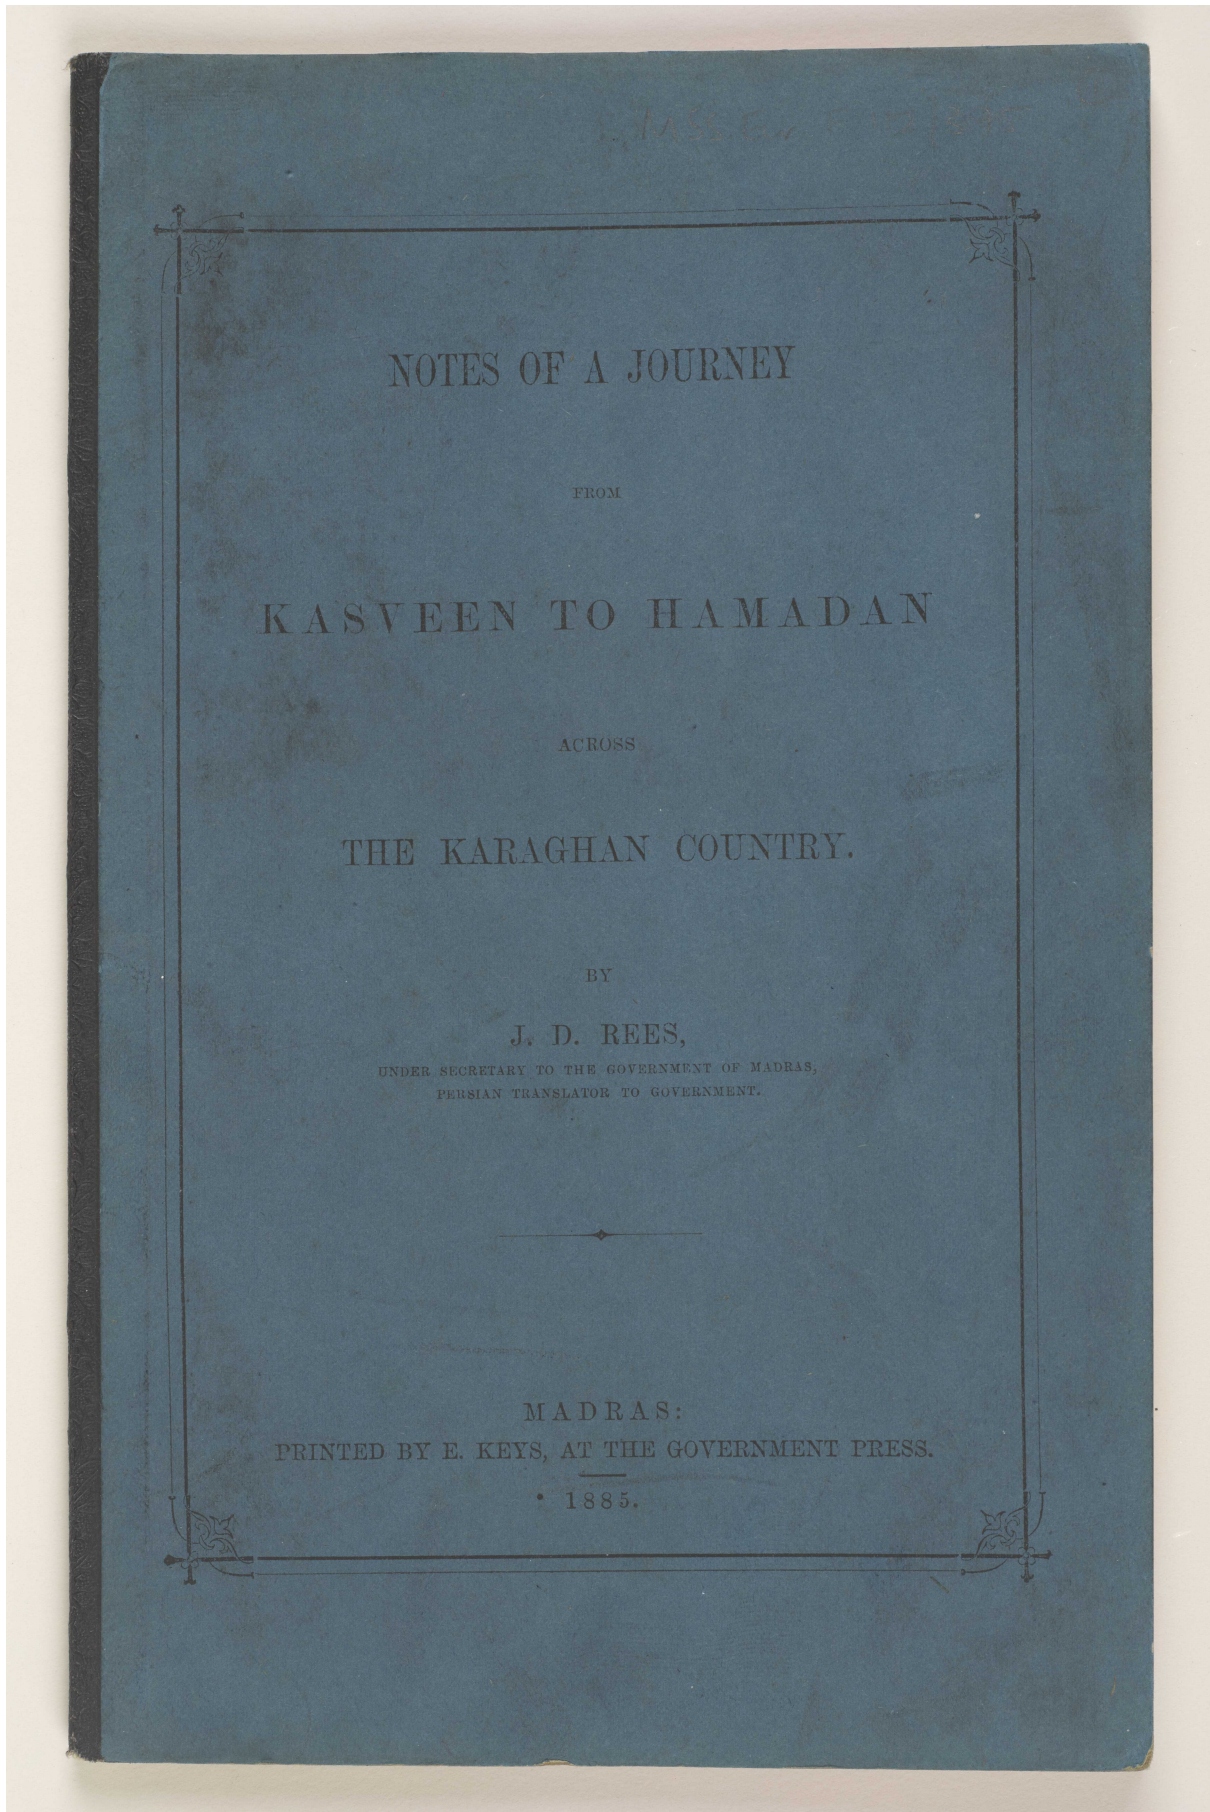 NOTES OF A JOURNEY
FROM
KASVEEN TO HAMADAN
ACROSS
THE KARAGHAN COUNTRY.
BY
J. D. REES,
UNDER SECRETARY TO THE GOVERNMENT OF MADRAS,
PERSIAN TRANSLATOR TO GOVERNMENT.
MADRAS:
PRINTED BY E. KEYS, AT THE GOVERNMENT PRESS.
1885.